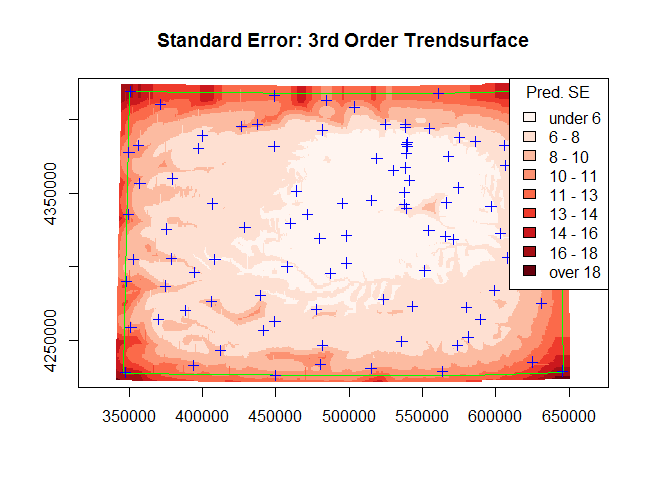 Standard Error: 3rd Order Trendsurface
Pred. SE
under 6
6 - 8
8 - 10
10 - 11
11 - 13
13 - 14
14 - 16
16 - 18
over 18
4350000
4250000
350000 400000 450000 500000 550000 600000 650000